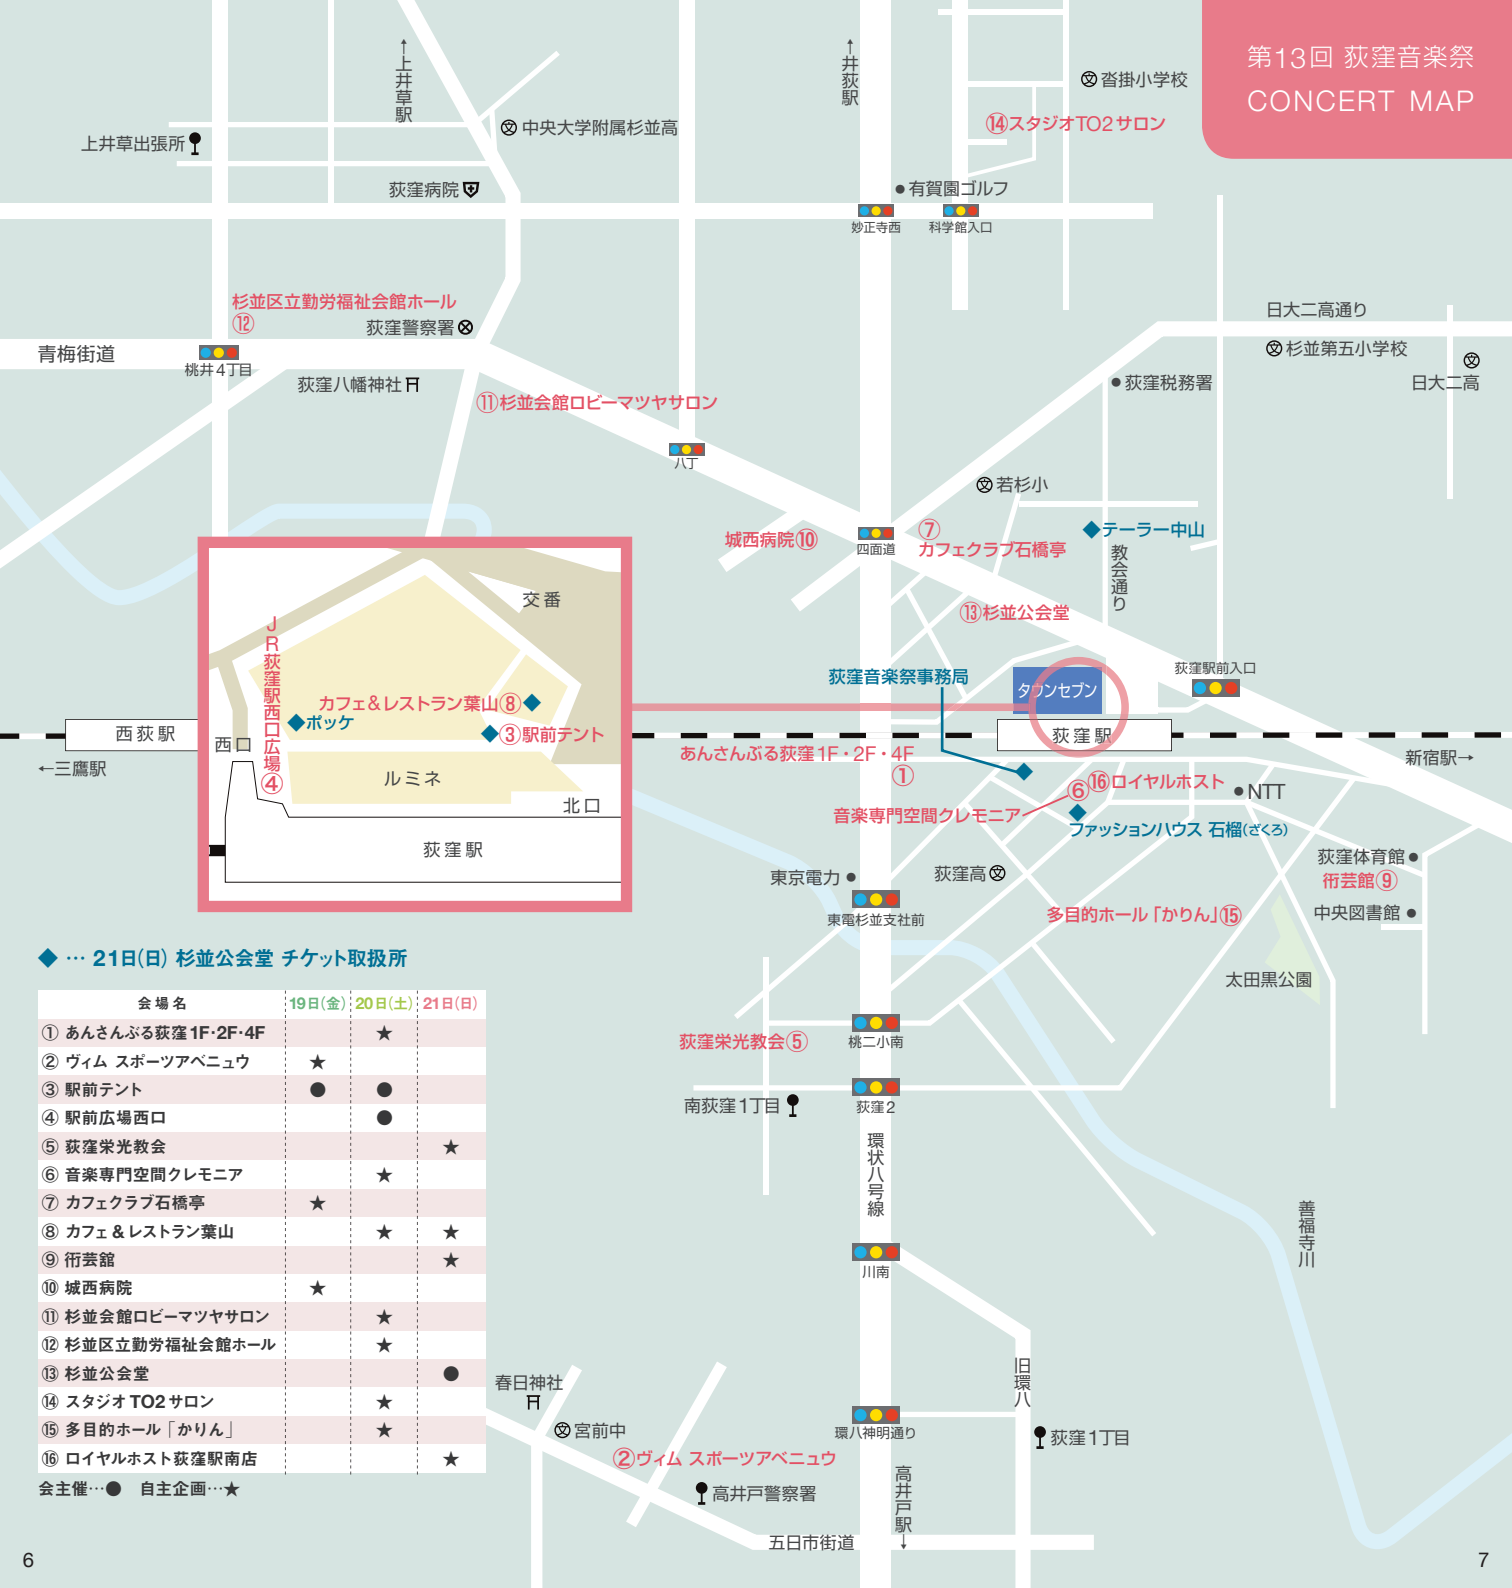 第13回 荻窪音楽祭
CONCERT MAP
↑上井草駅
↑井荻駅
沓掛小学校
⑭スタジオTO2サロン
中央大学附属杉並高
上井草出張所
荻窪病院
有賀園ゴルフ
妙正寺西
科学館入口
杉並区立勤労福祉会館ホール
⑫
荻窪警察署
日大二高通り
青梅街道
桃井4丁目
杉並第五小学校
荻窪八幡神社
荻窪税務署
日大二高
⑪杉並会館ロビーマツヤサロン
八丁
若杉小
城西病院⑩
四面道
⑦
カフェクラブ石橋亭
テーラー中山
教会通り
⑬杉並公会堂
交番
JR荻窪駅西口広場④
荻窪音楽祭事務局
タウンセブン
荻窪駅前入口
カフェ&レストラン葉山⑧
ポッケ
③駅前テント
西荻駅
西口
荻窪駅
←三鷹駅
あんさんぶる荻窪1F・2F・4F
①
新宿駅→
ルミネ
北口
⑯ロイヤルホスト
⑥
NTT
音楽専門空間クレモニア
ファッションハウス 石榴(ざくろ)
荻窪駅
荻窪体育館
東京電力
荻窪高
衎芸館⑨
東電杉並支社前
多目的ホール「かりん」⑮
中央図書館
太田黒公園
荻窪栄光教会⑤
桃二小南
南荻窪1丁目
荻窪2
環状八号線
善福寺川
川南
旧環八
春日神社
宮前中
環八神明通り
荻窪1丁目
②ヴィム スポーツアベニュウ
高井戸警察署
高井戸駅↓
五日市街道
◆ … 21日(日) 杉並公会堂 チケット取扱所
会場名 19日(金) 20日(土) 21日(日)
① あんさんぶる荻窪1F・2F・4F ★
② ヴィム スポーツアベニュウ ★
③ 駅前テント ● ●
④ 駅前広場西口 ●
⑤ 荻窪栄光教会 ★
⑥ 音楽専門空間クレモニア ★
⑦ カフェクラブ石橋亭 ★
⑧ カフェ&レストラン葉山 ★ ★
⑨ 衎芸舘 ★
⑩ 城西病院 ★
⑪ 杉並会館ロビーマツヤサロン ★
⑫ 杉並区立勤労福祉会館ホール ★
⑬ 杉並公会堂 ●
⑭ スタジオTO2サロン ★
⑮ 多目的ホール「かりん」 ★
⑯ ロイヤルホスト荻窪駅南店 ★
会主催…● 自主企画…★
6
7